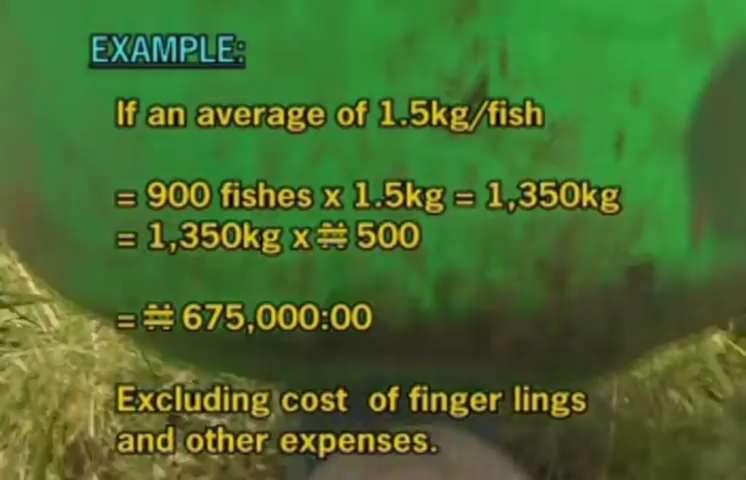 EXAMPLE:
If an average of 1.5kg/fish
= 900 fishes x 1.5kg = 1,350kg
= 1,350kg x ₦ 500
= ₦ 675,000:00
Excluding cost of finger lings
and other expenses.